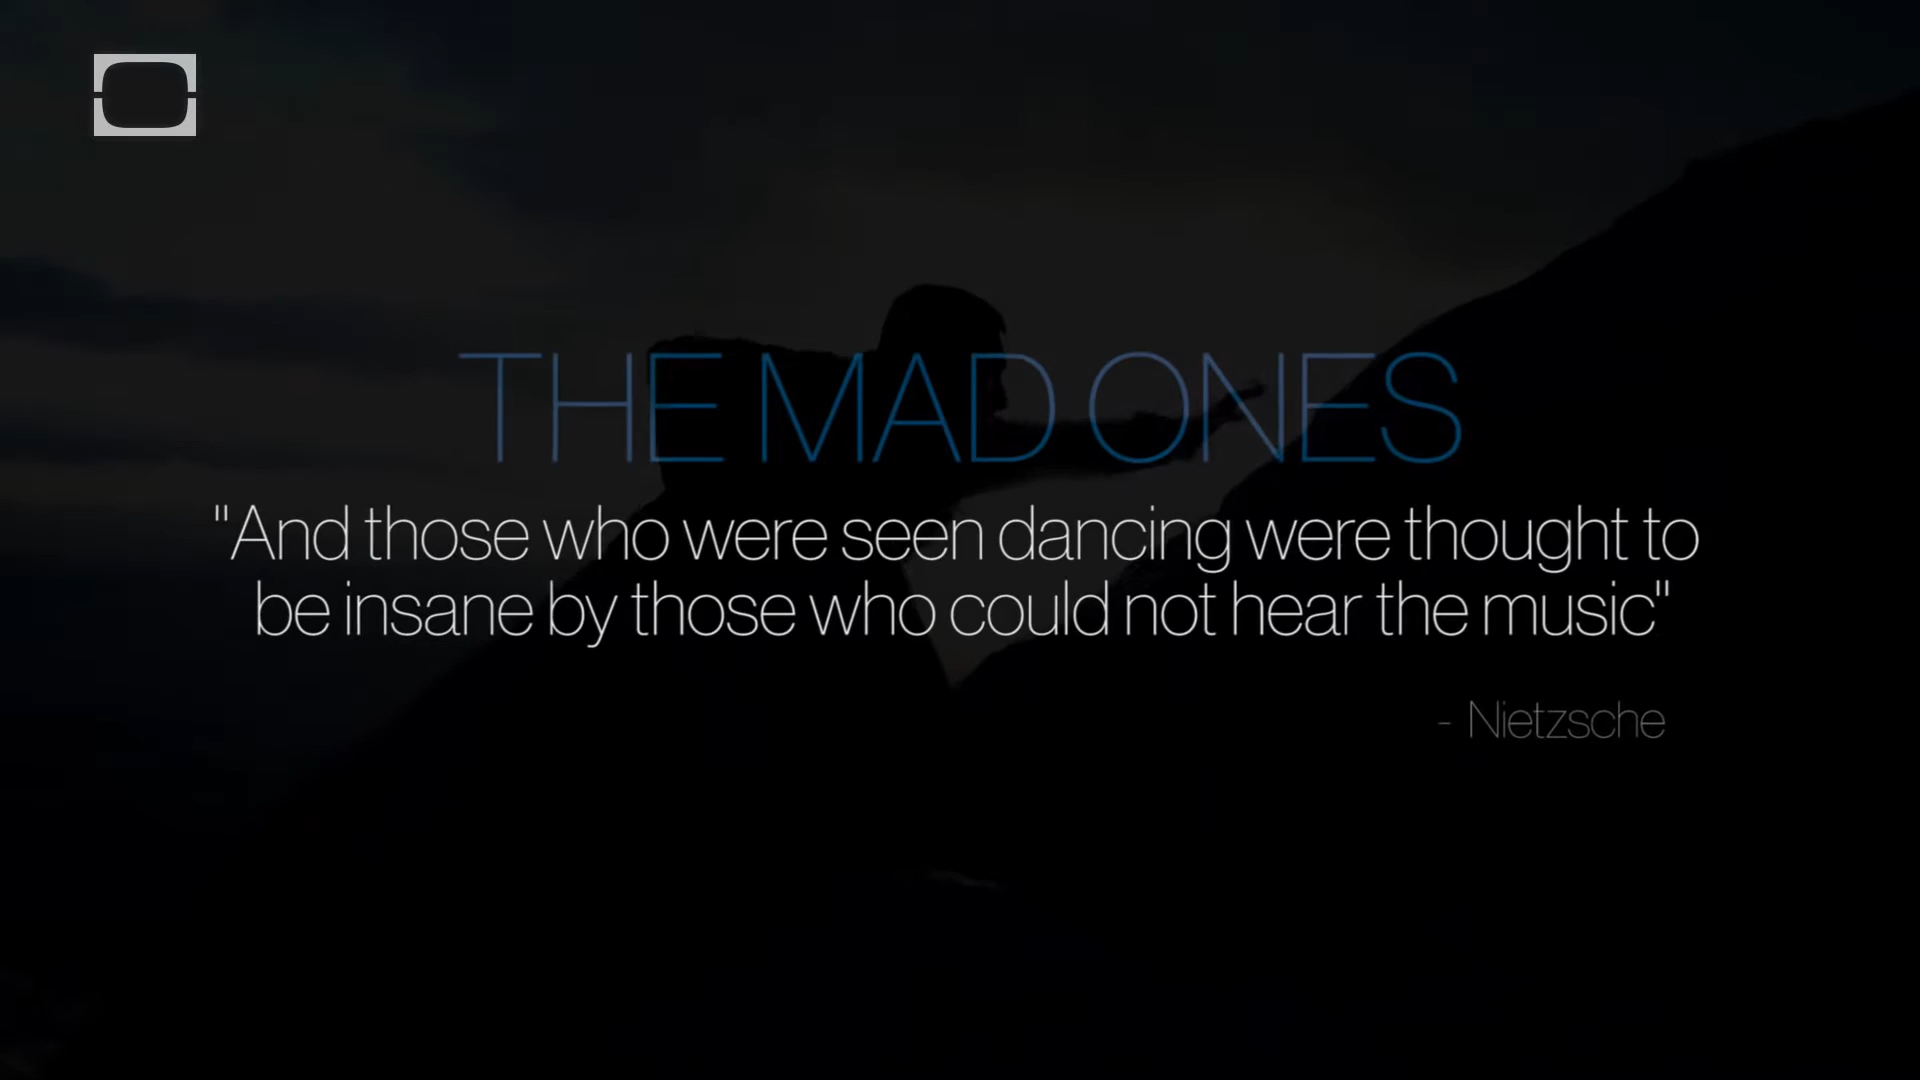 THE MAD ONES
"And those who were seen dancing were thought to
be insane by those who could not hear the music"
- Nietzsche